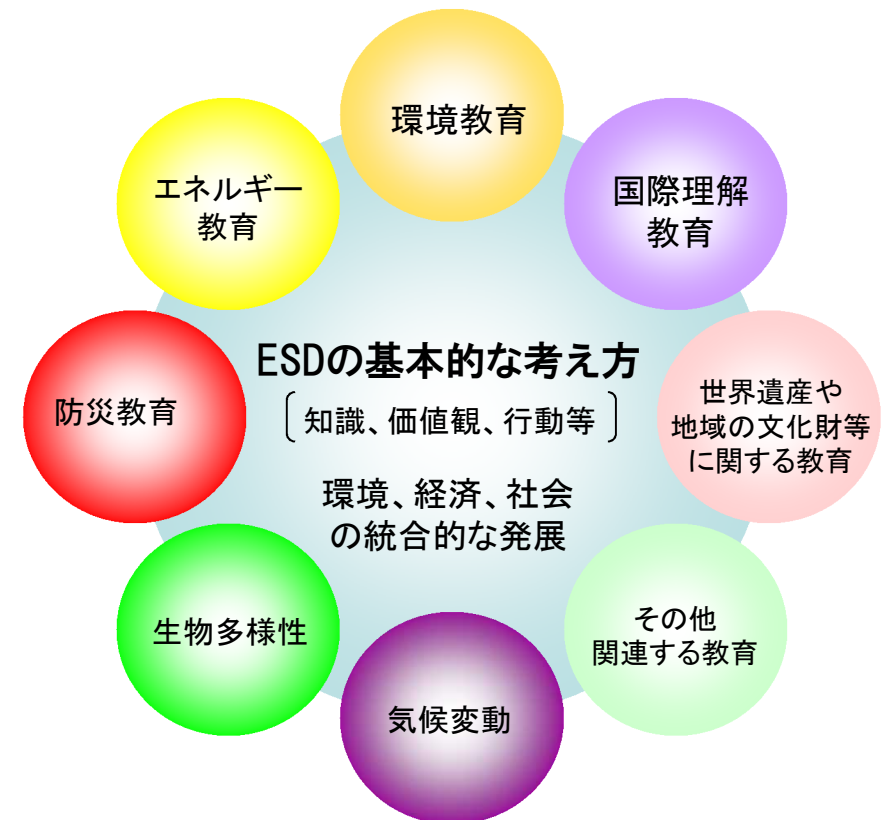 環境教育
国際理解
教育
世界遺産や
地域の文化財等
に関する教育
その他
関連する教育
気候変動
生物多様性
防災教育
エネルギー
教育
ESDの基本的な考え方
[知識、価値観、行動等]
環境、経済、社会
の統合的な発展